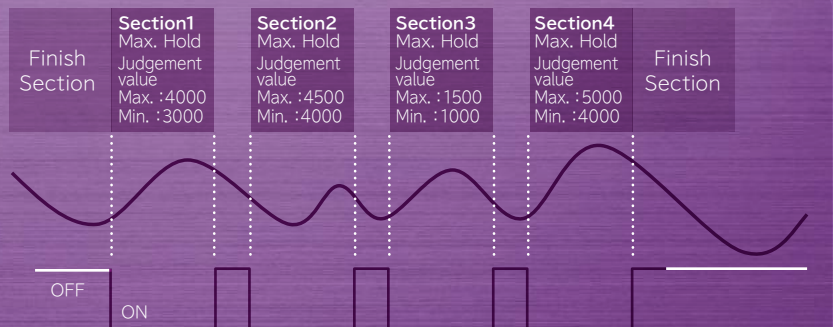 Finish
Section
Section1
Max. Hold
Judgement
value
Max. :4000
Min. :3000
Section2
Max. Hold
Judgement
value
Max. :4500
Min. :4000
Section3
Max. Hold
Judgement
value
Max. :1500
Min. :1000
Section4
Max. Hold
Judgement
value
Max. :5000
Min. :4000
Finish
Section
OFF
ON